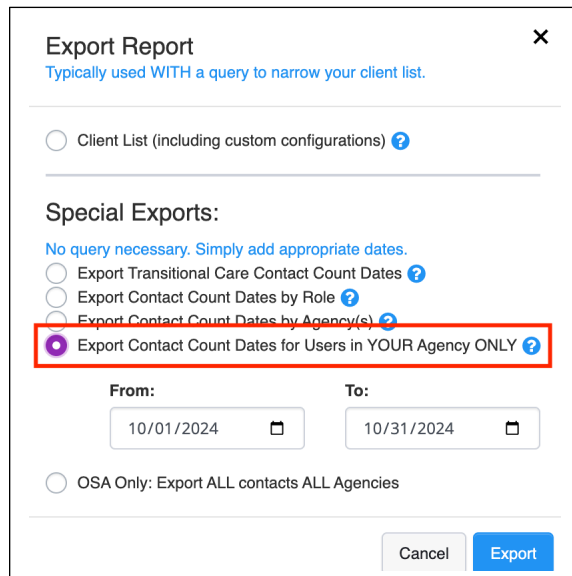 Export Report
Typically used WITH a query to narrow your client list.
Client List (including custom configurations) ?
Special Exports:
No query necessary. Simply add appropriate dates.
Export Transitional Care Contact Count Dates ?
Export Contact Count Dates by Role ?
Export Contact Count Dates by Agency(s) ?
Export Contact Count Dates for Users in YOUR Agency ONLY ?
From: To:
10/01/2024 10/31/2024
OSA Only: Export ALL contacts ALL Agencies
Cancel Export